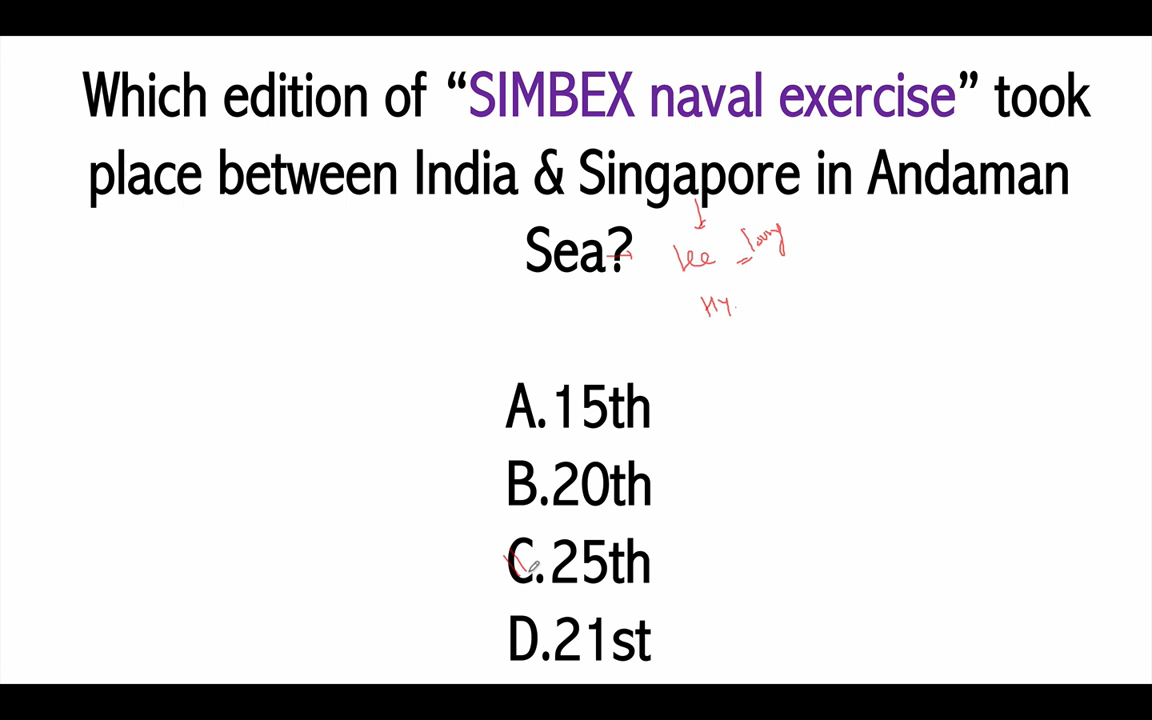 Which edition of “SIMBEX naval exercise” took
place between India & Singapore in Andaman
Sea?
Lee
A.15th
B.20th
C.25th
D.21st